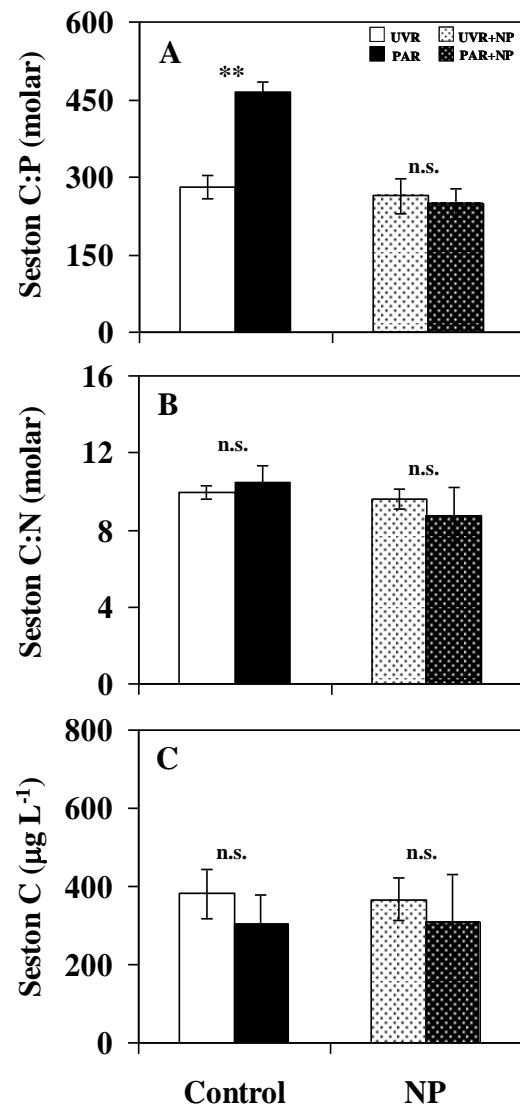 A
UVR
UVR+NP
PAR
PAR+NP
Seston C:P (molar)
600
450
300
150
0
**
n.s.
B
Seston C:N (molar)
16
12
8
4
0
n.s.
n.s.
C
Seston C (µg L-1)
800
600
400
200
0
n.s.
n.s.
Control
NP